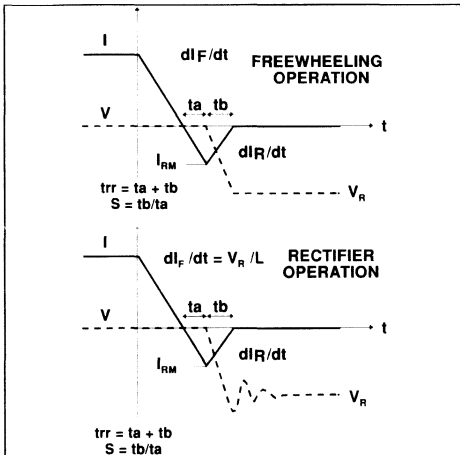 I
dIF/dt
FREEWHEELING
OPERATION
V
ta tb
t
dIR/dt
IRM
trr = ta + tb
S = tb/ta
VR
I
dIF/dt = VR/L
RECTIFIER
OPERATION
V
ta tb
t
dIR/dt
IRM
VR
trr = ta + tb
S = tb/ta